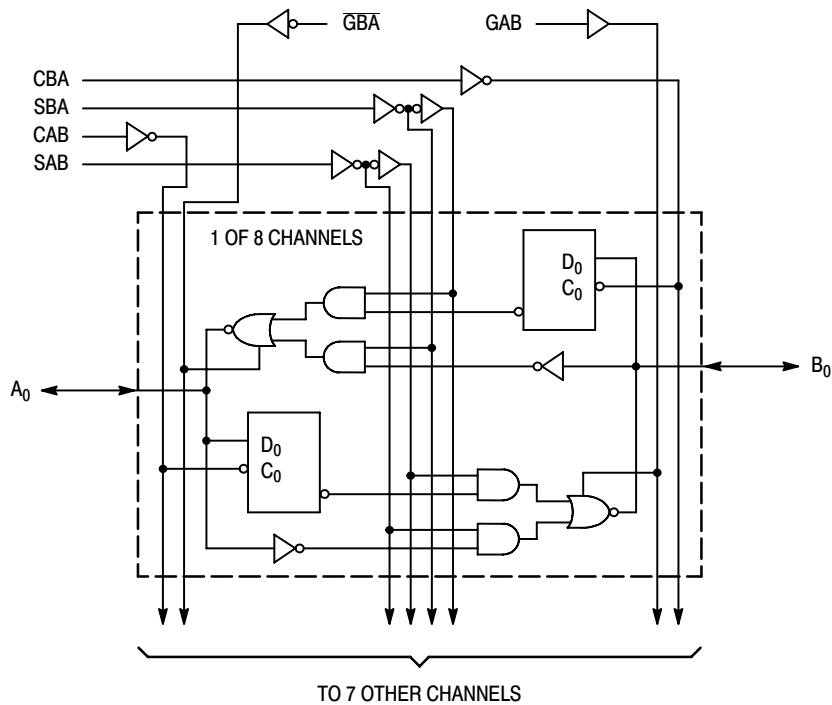 G̅B̅A̅ GAB
CBA
SBA
CAB
SAB
1 OF 8 CHANNELS
D₀
C₀
A₀
B₀
D₀
C₀
TO 7 OTHER CHANNELS